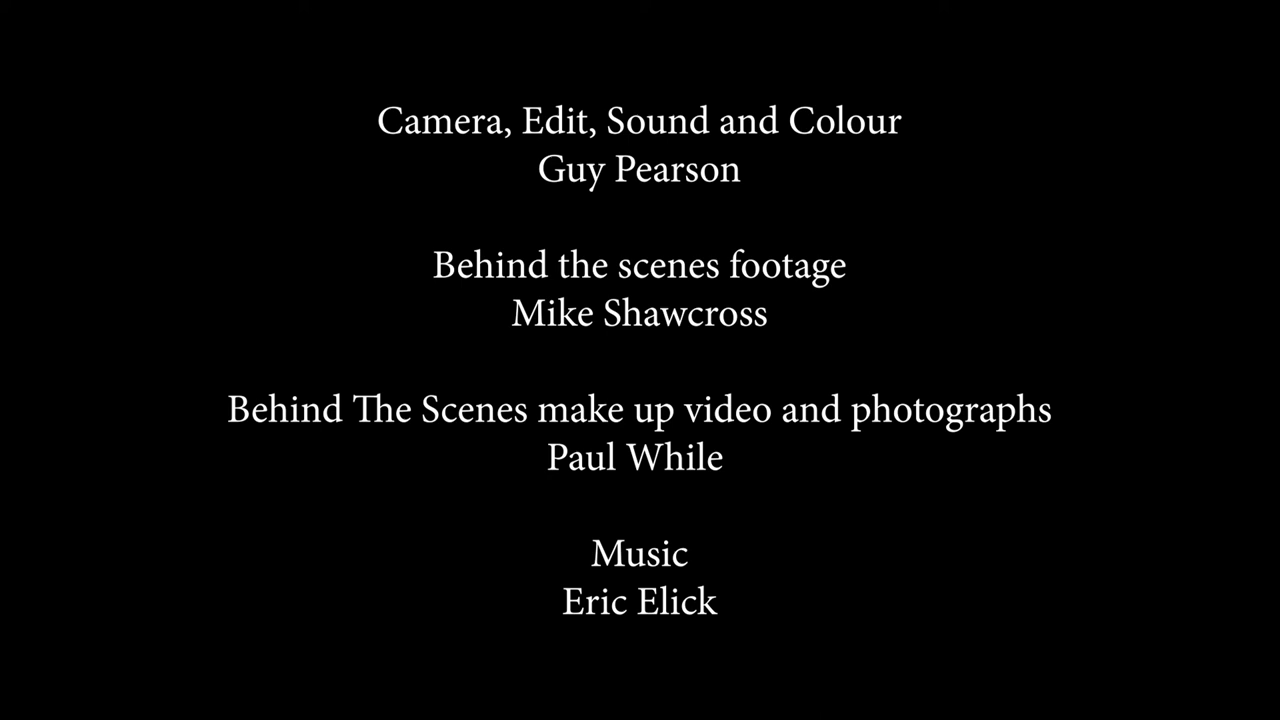 Camera, Edit, Sound and Colour
Guy Pearson
Behind the scenes footage
Mike Shawcross
Behind The Scenes make up video and photographs
Paul While
Music
Eric Elick